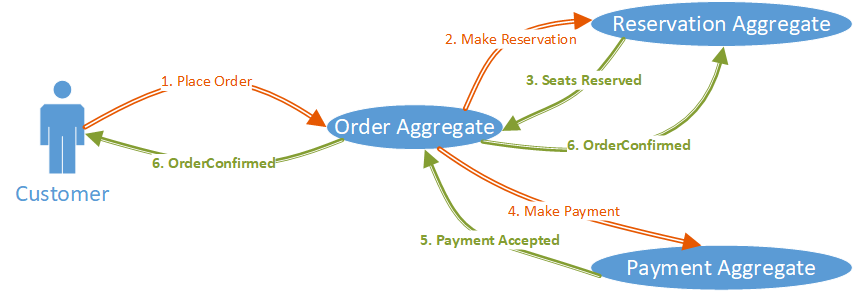 Reservation Aggregate
2. Make Reservation
1. Place Order
3. Seats Reserved
Order Aggregate
6. OrderConfirmed
6. OrderConfirmed
Customer
4. Make Payment
5. Payment Accepted
Payment Aggregate